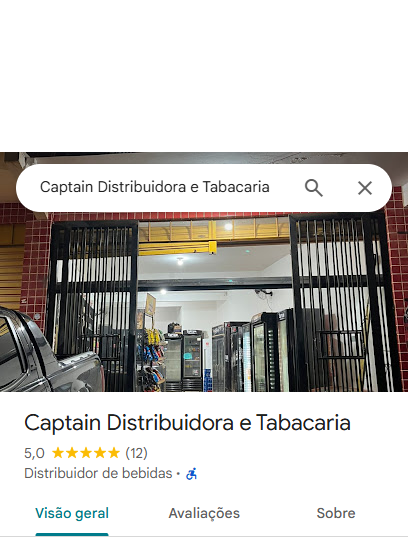 Captain Distribuidora e Tabacaria
Captain Distribuidora e Tabacaria
5,0 (12)
Distribuidor de bebidas ·
Visão geral Avaliações Sobre